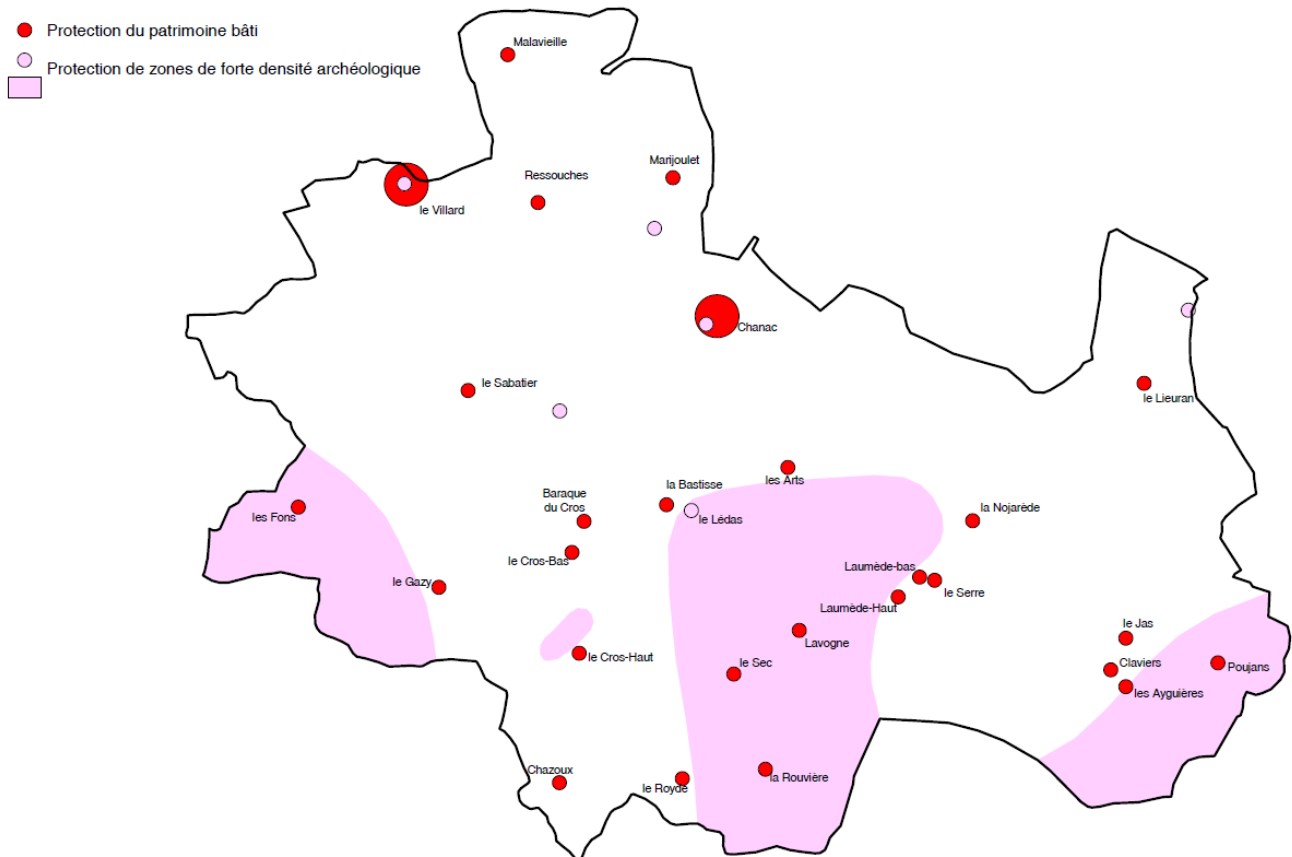 Protection du patrimoine bâti
Protection de zones de forte densité archéologique
Malavieille
Marijoulet
Ressouches
le Villard
Chanac
le Sabatier
le Lieuran
les Arts
la Bastisse
Baraque
du Cros
le Lédas
la Nojarède
les Fons
le Cros-Bas
Laumède-bas
le Gazy
le Serre
Laumède-Haut
le Jas
Lavogne
le Cros-Haut
le Sec
Claviers
Poujans
les Ayguières
Chazoux
la Rouvière
le Royde